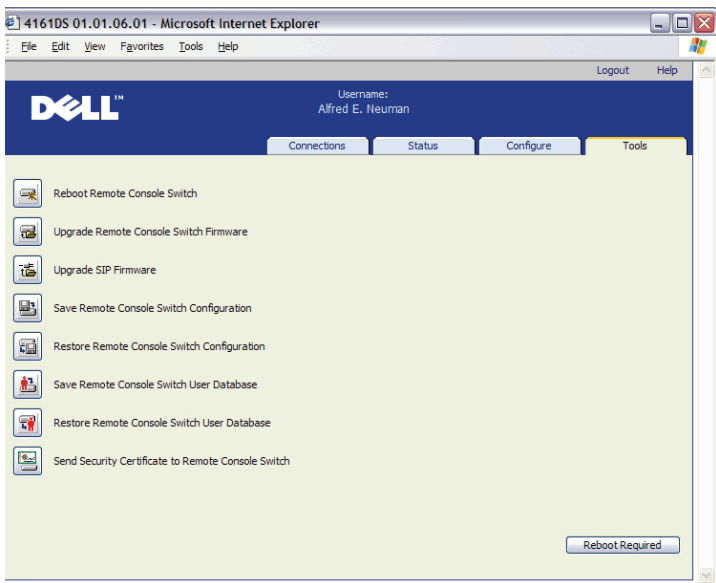 4161DS 01.01.06.01 - Microsoft Internet Explorer
File Edit View Favorites Tools Help
Logout Help
DELL™
Username:
Alfred E. Neuman
Connections Status Configure Tools
Reboot Remote Console Switch
Upgrade Remote Console Switch Firmware
Upgrade SIP Firmware
Save Remote Console Switch Configuration
Restore Remote Console Switch Configuration
Save Remote Console Switch User Database
Restore Remote Console Switch User Database
Send Security Certificate to Remote Console Switch
Reboot Required